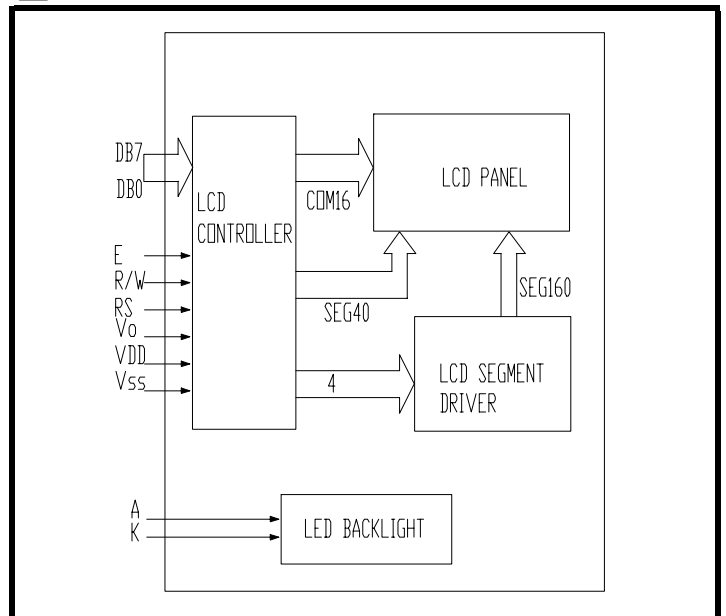 DB7
DB0
E
R/W
RS
Vo
VDD
Vss
LCD
CONTROLLER
COM16
SEG40
4
LCD PANEL
SEG160
LCD SEGMENT
DRIVER
A
K
LED BACKLIGHT